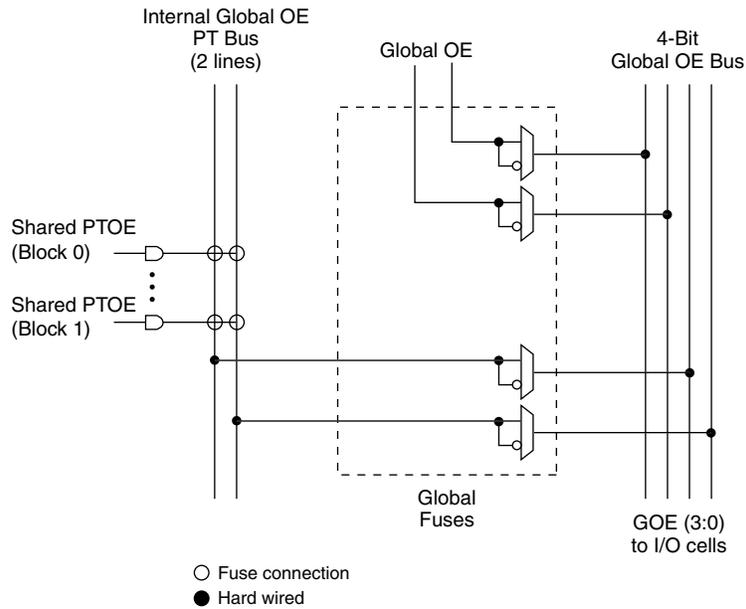 Internal Global OE
PT Bus
(2 lines)
Global OE
4-Bit
Global OE Bus
Shared PTOE
(Block 0)
Shared PTOE
(Block 1)
Global
Fuses
GOE (3:0)
to I/O cells
Fuse connection
Hard wired